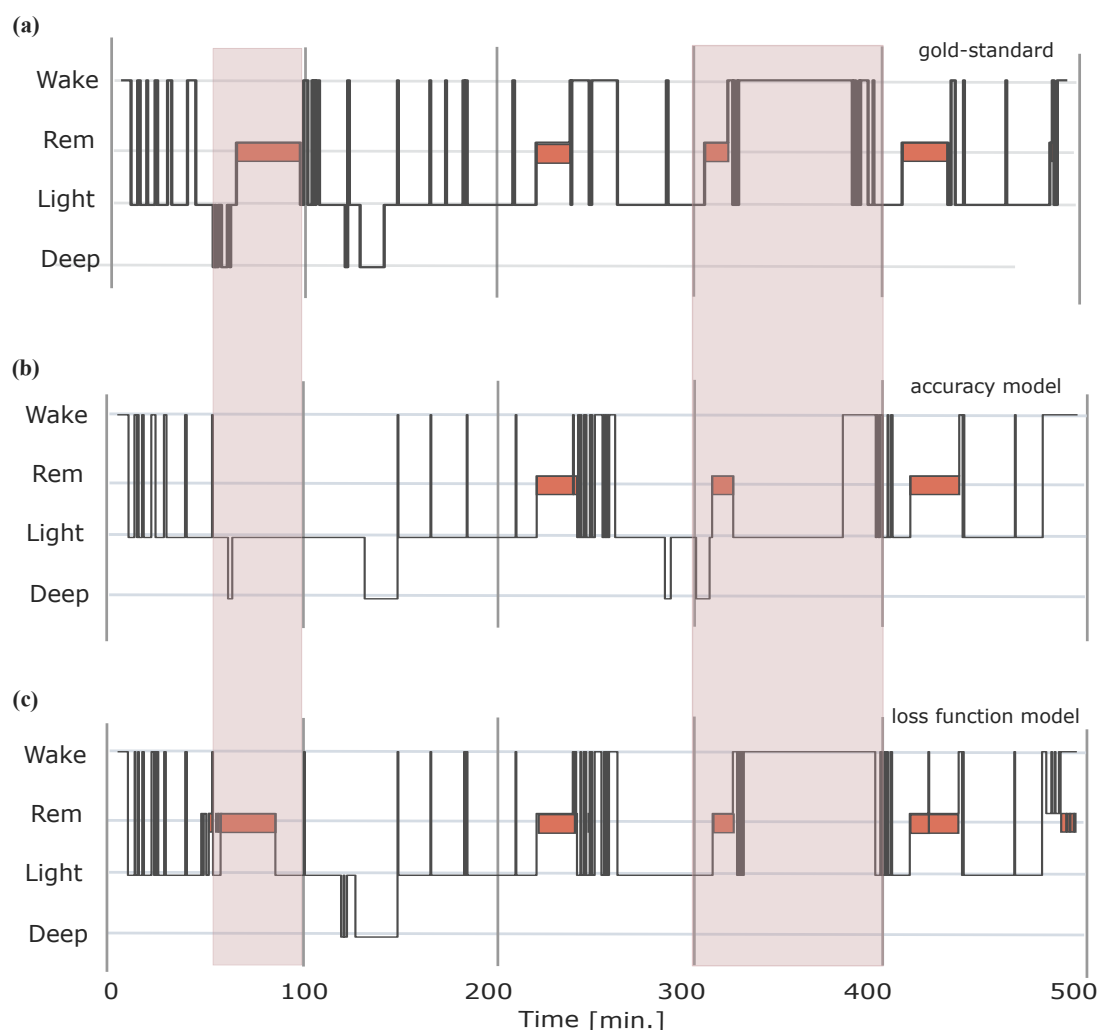 (a)
gold-standard
Wake
Rem
Light
Deep
(b)
accuracy model
Wake
Rem
Light
Deep
(c)
loss function model
Wake
Rem
Light
Deep
0 100 200 300 400 500
Time [min.]